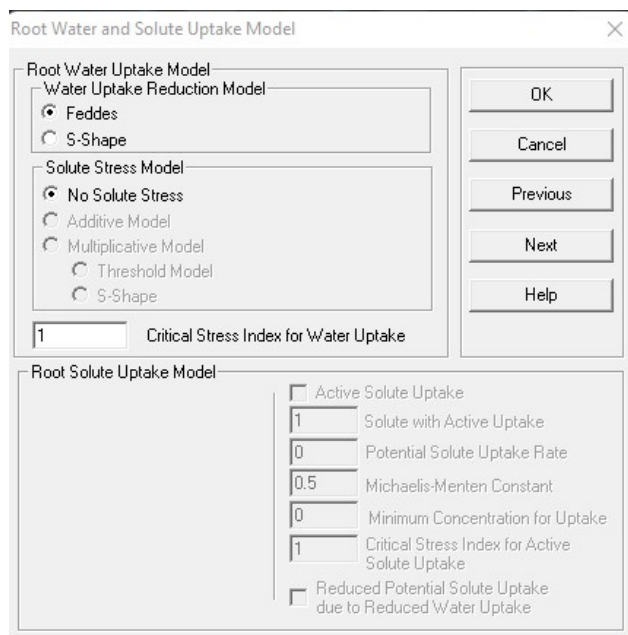 Root Water and Solute Uptake Model
Root Water Uptake Model
Water Uptake Reduction Model
Feddes
S-Shape
Solute Stress Model
No Solute Stress
Additive Model
Multiplicative Model
Threshold Model
S-Shape
1 Critical Stress Index for Water Uptake
OK
Cancel
Previous
Next
Help
Root Solute Uptake Model
Active Solute Uptake
1 Solute with Active Uptake
0 Potential Solute Uptake Rate
0.5 Michaelis-Menten Constant
0 Minimum Concentration for Uptake
1 Critical Stress Index for Active
Solute Uptake
Reduced Potential Solute Uptake
due to Reduced Water Uptake